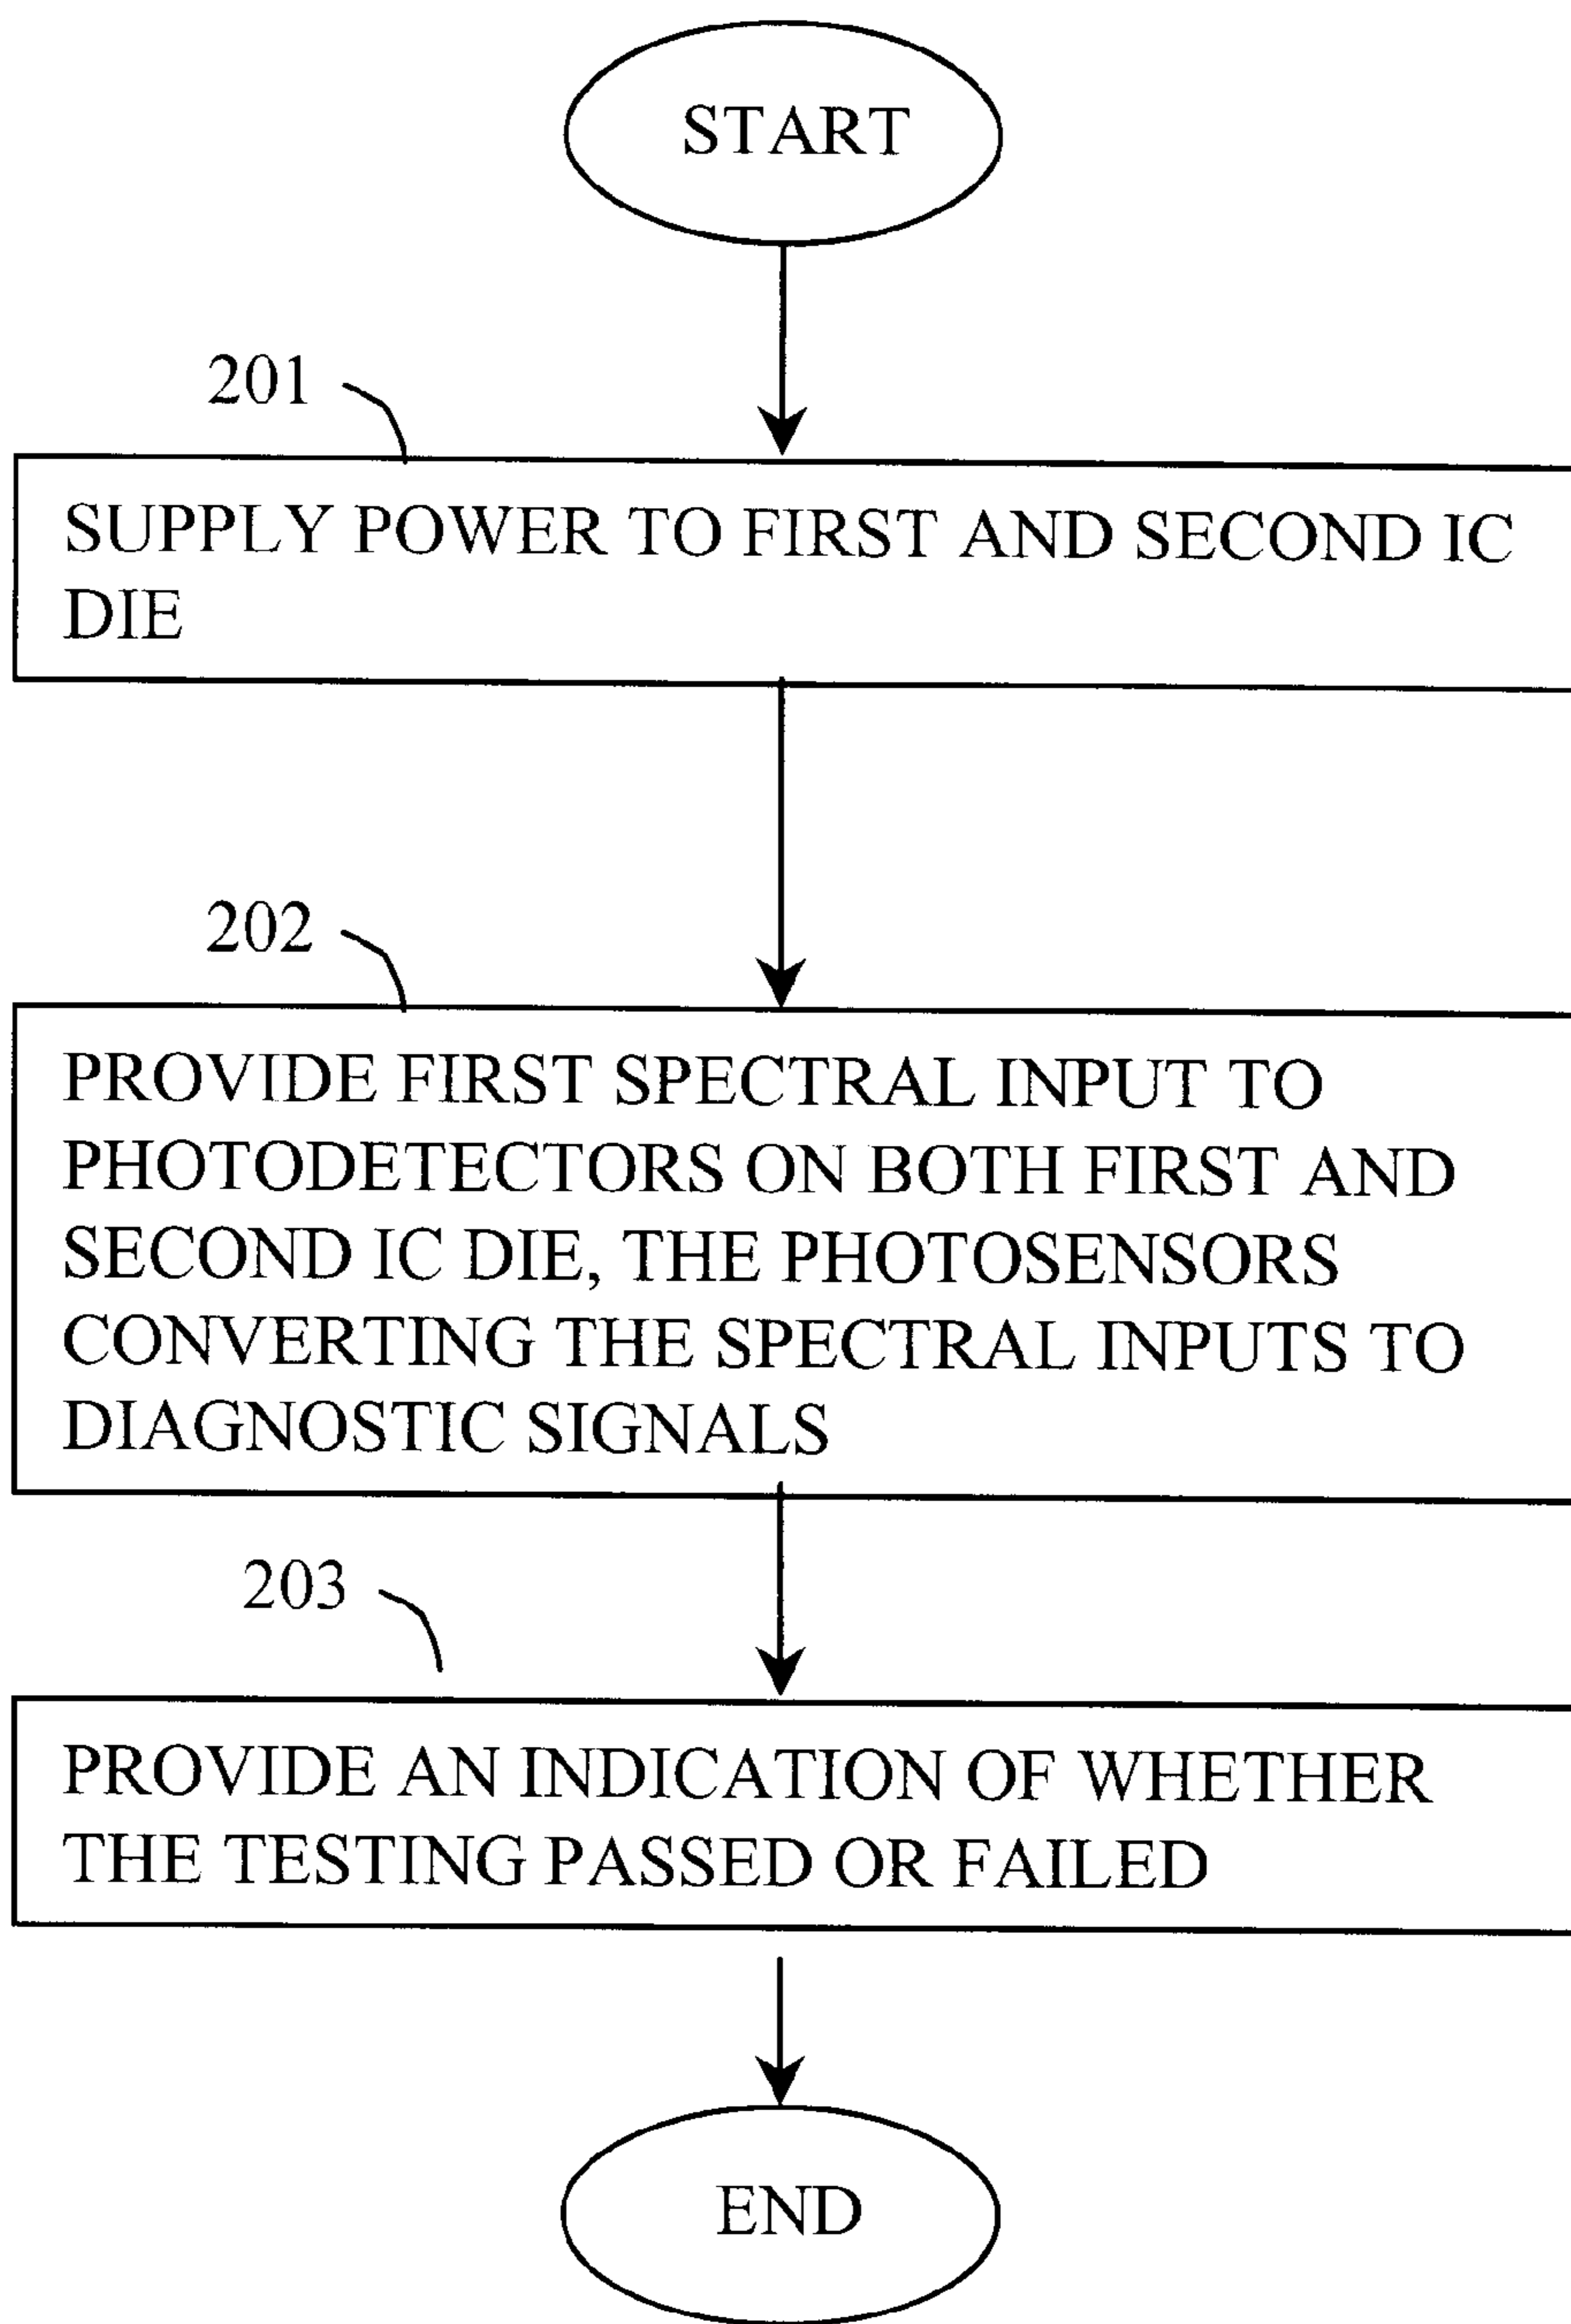 START
201
SUPPLY POWER TO FIRST AND SECOND IC
DIE
202
PROVIDE FIRST SPECTRAL INPUT TO
PHOTODETECTORS ON BOTH FIRST AND
SECOND IC DIE, THE PHOTOSENSORS
CONVERTING THE SPECTRAL INPUTS TO
DIAGNOSTIC SIGNALS
203
PROVIDE AN INDICATION OF WHETHER
THE TESTING PASSED OR FAILED
END